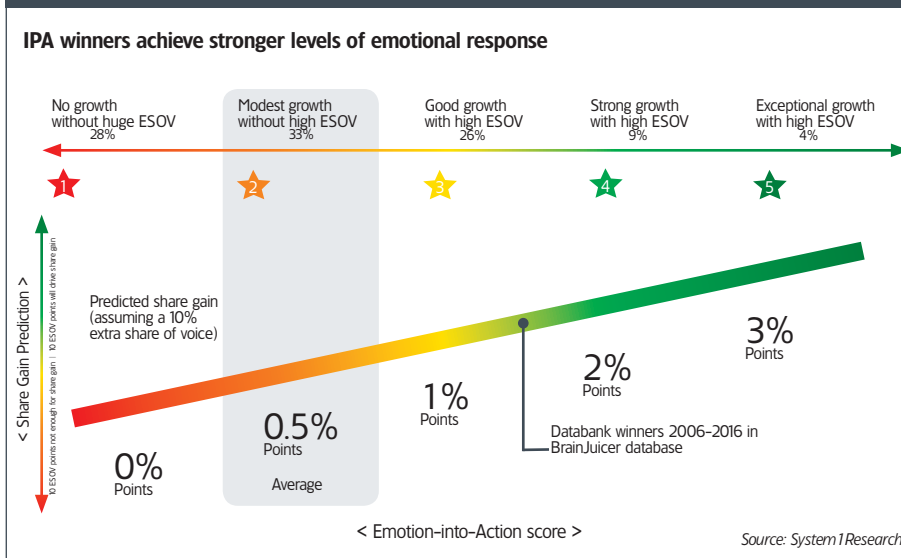 IPA winners achieve stronger levels of emotional response
No growth
without huge ESOV
28%
Modest growth
without high ESOV
33%
Good growth
with high ESOV
26%
Strong growth
with high ESOV
9%
Exceptional growth
with high ESOV
4%
1
2
3
4
5
< Share Gain Prediction >
10 ESOV points not enough for share gain | 10 ESOV points will drive share gain
Predicted share gain
(assuming a 10%
extra share of voice)
0%
Points
0.5%
Points
Average
1%
Points
2%
Points
3%
Points
Databank winners 2006-2016 in
BrainJuicer database
< Emotion-into-Action score >
Source: System1Research